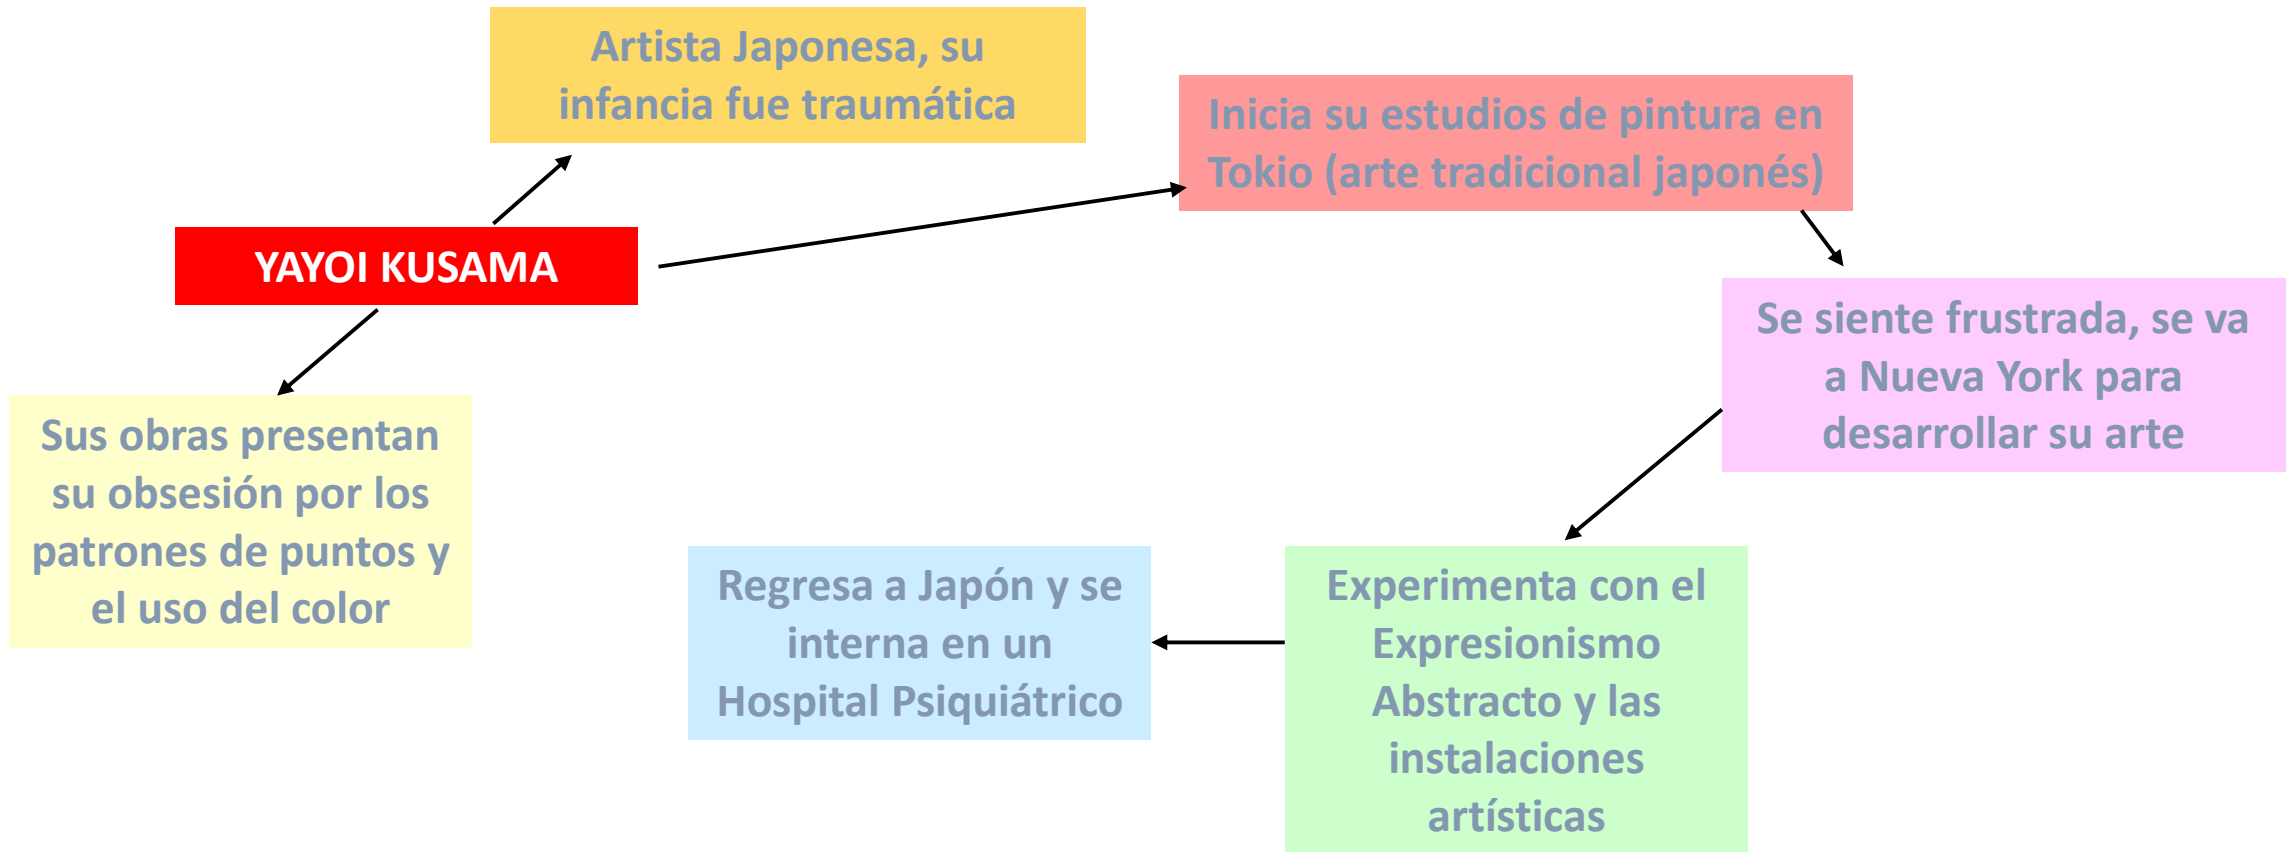 Artista Japonesa, su
infancia fue traumática
Inicia su estudios de pintura en
Tokio (arte tradicional japonés)
YAYOI KUSAMA
Se siente frustrada, se va
a Nueva York para
desarrollar su arte
Sus obras presentan
su obsesión por los
patrones de puntos y
el uso del color
Regresa a Japón y se
interna en un
Hospital Psiquiátrico
Experimenta con el
Expresionismo
Abstracto y las
instalaciones
artísticas